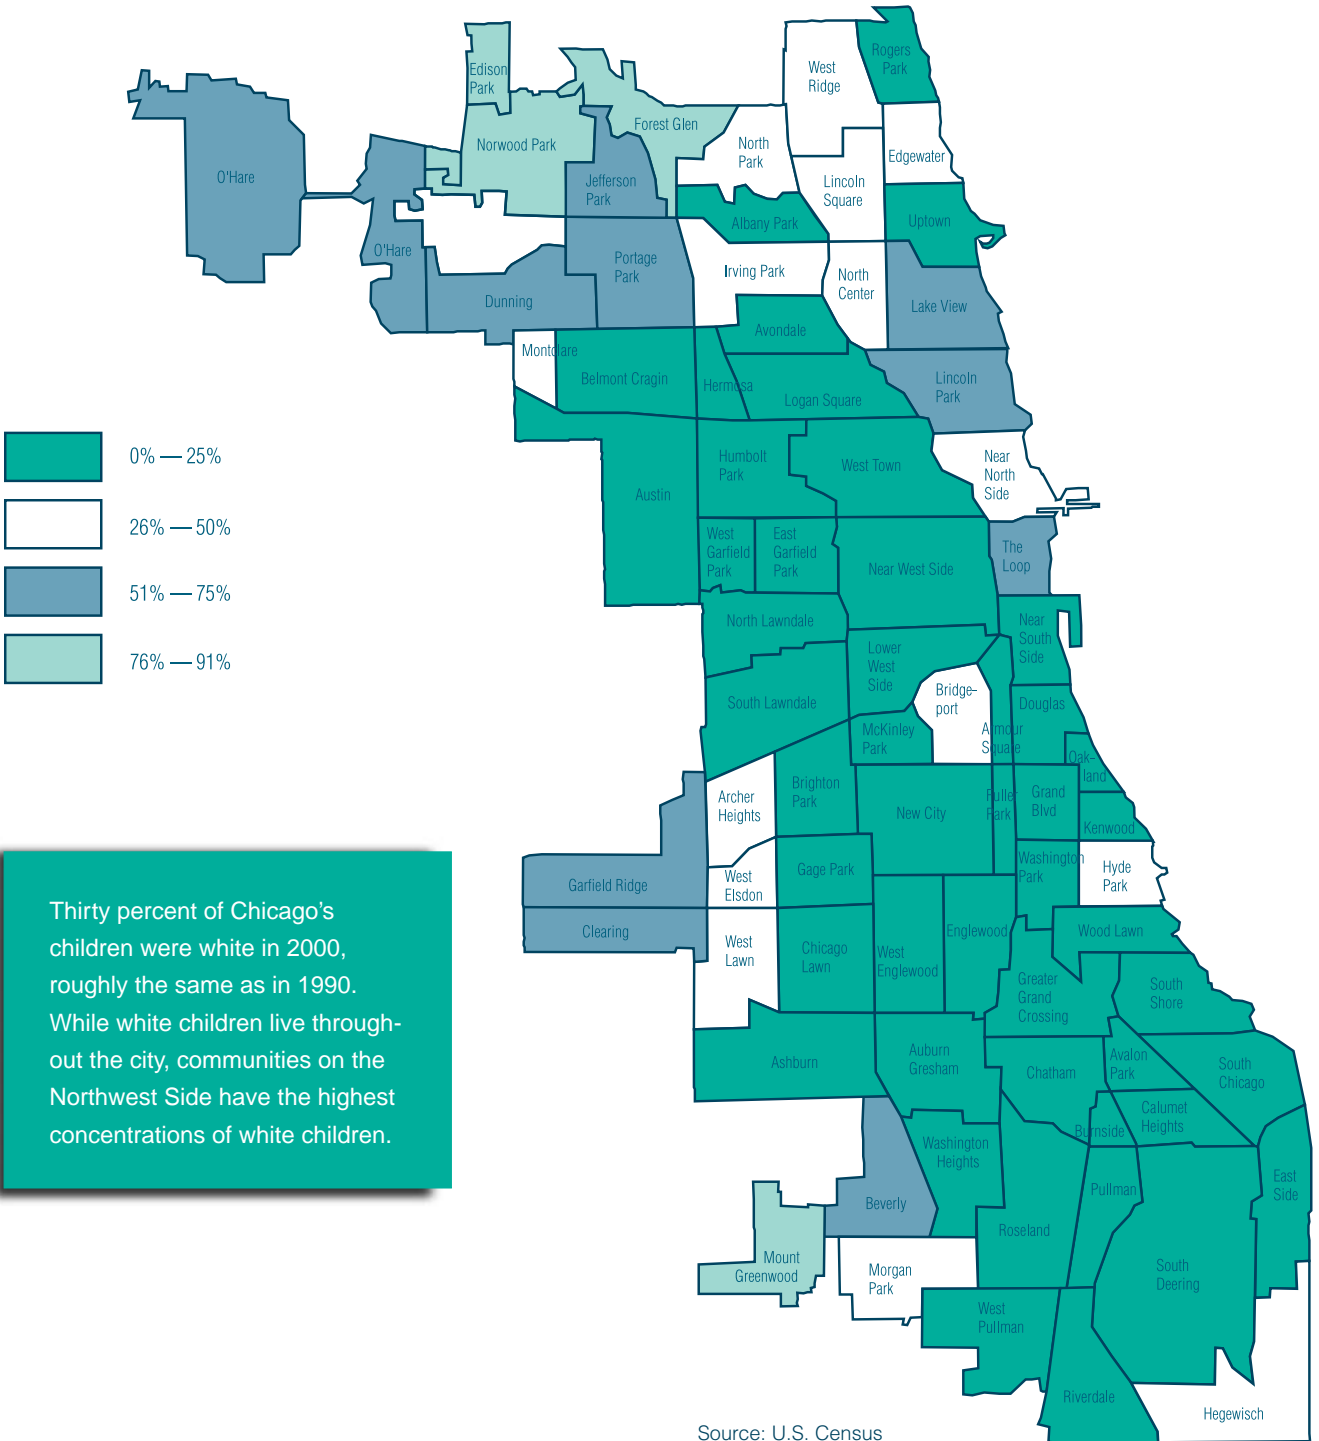 Rogers
Park
West
Ridge
Edison
Park
Forest Glen
Norwood Park
North
Park
Edgewater
O'Hare
Jefferson
Park
Lincoln
Square
Albany Park
Uptown
O'Hare
Portage
Park
Irving Park
North
Center
Dunning
Lake View
Avondale
Montclare
Belmont Cragin
Hermosa
Logan Square
Lincoln
Park
0% — 25%
26% — 50%
51% — 75%
76% — 91%
Humbolt
Park
West Town
Near
North
Side
Austin
West
Garfield
Park
East
Garfield
Park
Near West Side
The
Loop
North Lawndale
Near
South
Side
Lower
West
Side
South Lawndale
Bridge–
port
Douglas
McKinley
Park
Armour
Square
Oak–
land
Archer
Heights
Brighton
Park
New City
Fuller
Park
Grand
Blvd
Kenwood
Garfield Ridge
West
Elsdon
Gage Park
Washington
Park
Hyde
Park
Clearing
West
Lawn
Chicago
Lawn
West
Englewood
Englewood
Wood Lawn
Greater
Grand
Crossing
South
Shore
Thirty percent of Chicago’s
children were white in 2000,
roughly the same as in 1990.
While white children live through-
out the city, communities on the
Northwest Side have the highest
concentrations of white children.
Ashburn
Auburn
Gresham
Chatham
Avalon
Park
South
Chicago
Calumet
Heights
Burnside
Washington
Heights
Beverly
Roseland
Pullman
East
Side
Mount
Greenwood
Morgan
Park
South
Deering
West
Pullman
Riverdale
Hegewisch
Source: U.S. Census